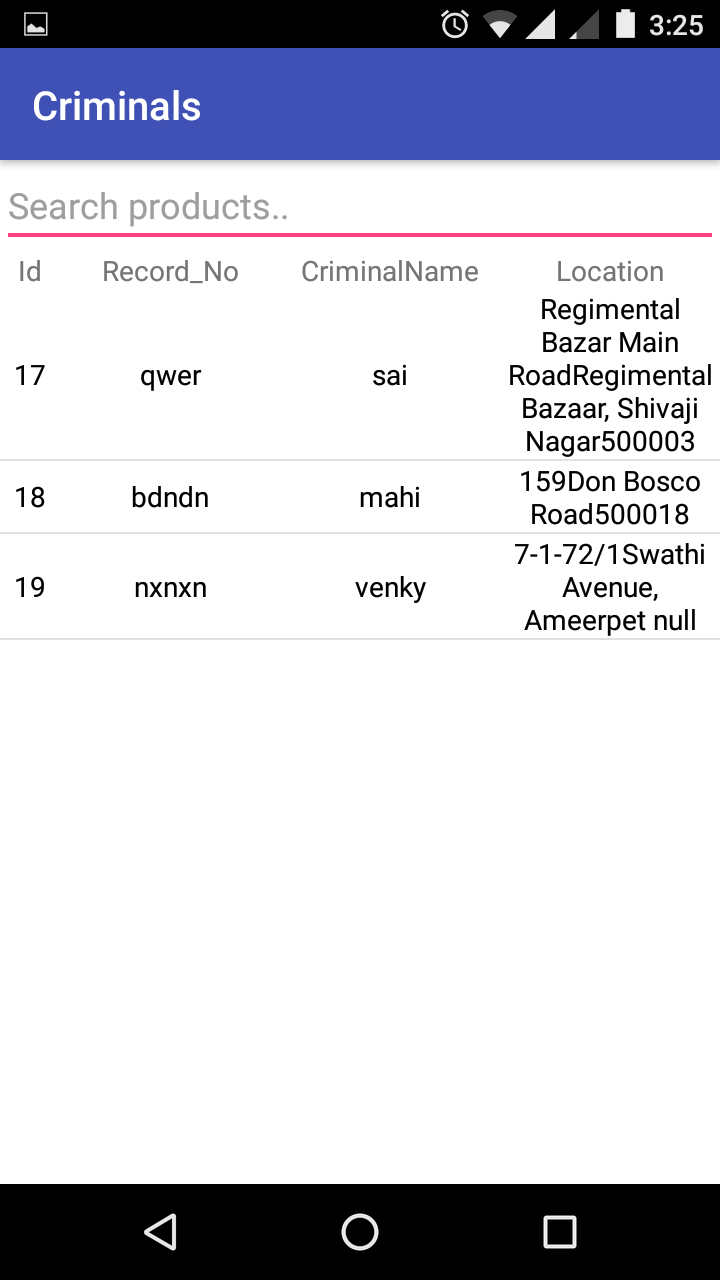 3:25
Criminals
Search products..
Id Record_No CriminalName Location
17 qwer sai Regimental
Bazar Main
RoadRegimental
Bazaar, Shivaji
Nagar500003
18 bdndn mahi 159Don Bosco
Road500018
19 nxnxn venky 7-1-72/1Swathi
Avenue,
Ameerpet null